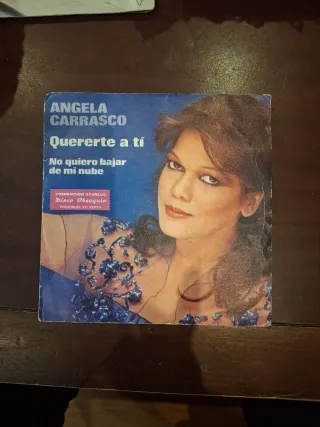 ANGELA
CARRASCO
Quererte a tí
No quiero bajar
de mi nube
Disco Obsequio